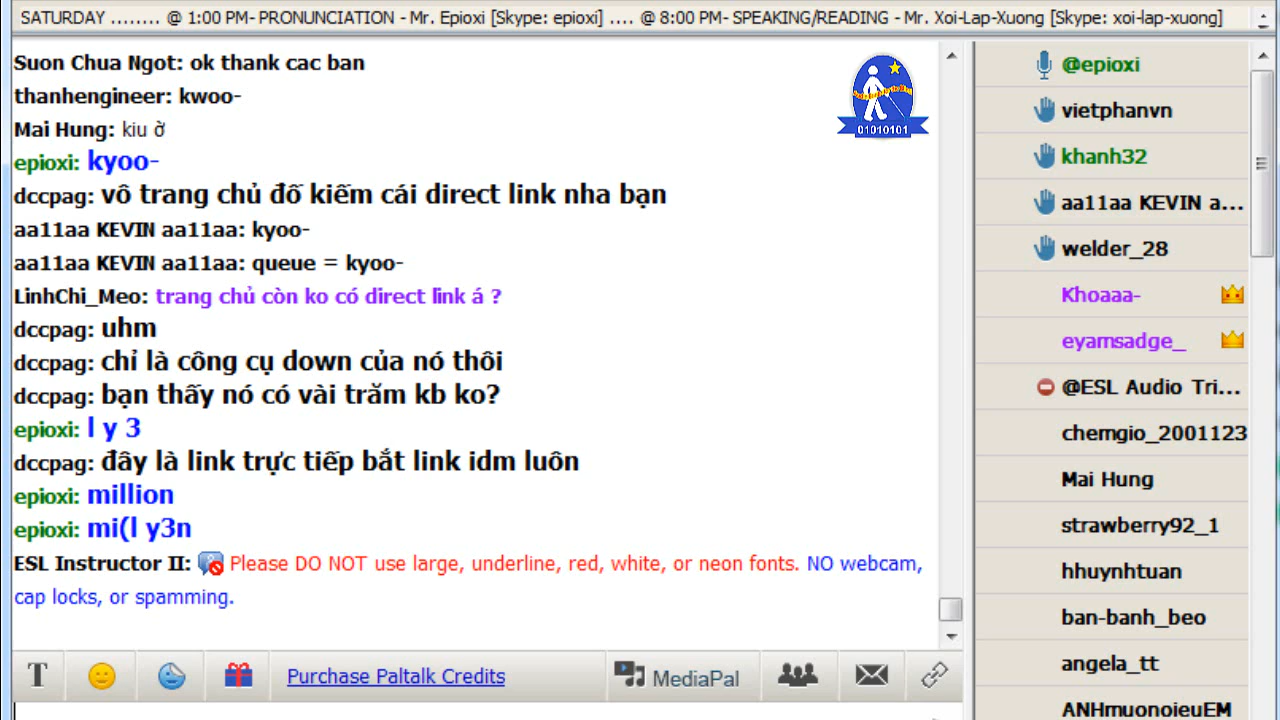 SATURDAY ........ @ 1:00 PM- PRONUNCIATION - Mr. Epioxi [Skype: epioxi] .... @ 8:00 PM- SPEAKING/READING - Mr. Xoi-Lap-Xuong [Skype: xoi-lap-xuong]
Suon Chua Ngot: ok thank cac ban
thanhengineer: kwoo-
Mai Hung: kiu ờ
epioxi: kyoo-
dccpag: vô trang chủ đố kiếm cái direct link nha bạn
aa11aa KEVIN aa11aa: kyoo-
aa11aa KEVIN aa11aa: queue = kyoo-
LinhChi_Meo: trang chủ còn ko có direct link á ?
dccpag: uhm
dccpag: chỉ là công cụ down của nó thôi
dccpag: bạn thấy nó có vài trăm kb ko?
epioxi: l y 3
dccpag: đây là link trực tiếp bắt link idm luôn
epioxi: million
epioxi: mi(l y3n
ESL Instructor II: Please DO NOT use large, underline, red, white, or neon fonts. NO webcam,
cap locks, or spamming.
01010101
Purchase Paltalk Credits
MediaPal
@epioxi
vietphanvn
khanh32
aa11aa KEVIN a...
welder_28
Khoaaa-
eyamsadge_
@ESL Audio Tri...
chemgio_2001123
Mai Hung
strawberry92_1
hhuynhtuan
ban-banh_beo
angela_tt
ANHmuonoieuEM